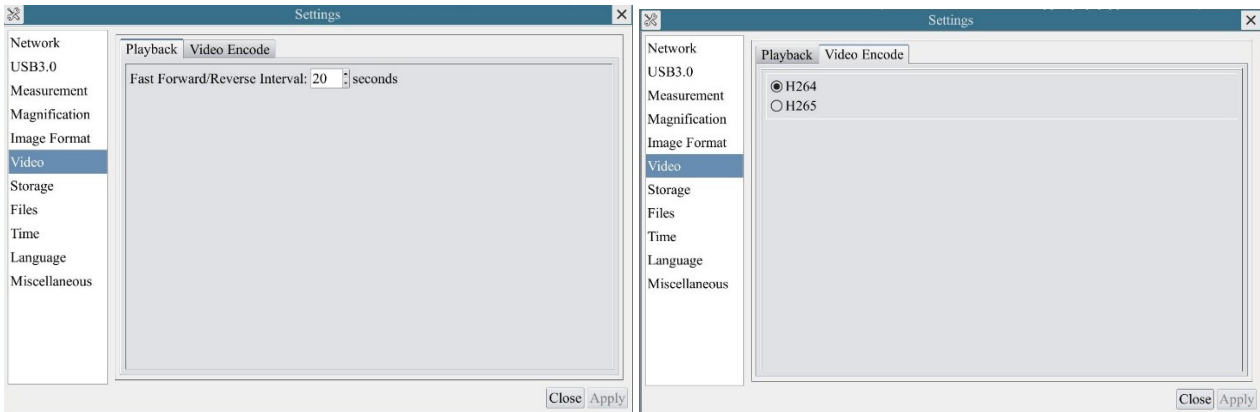 Settings
Network
USB3.0
Measurement
Magnification
Image Format
Video
Storage
Files
Time
Language
Miscellaneous
Playback Video Encode
Fast Forward/Reverse Interval: 20 seconds
Close Apply
Settings
Network
USB3.0
Measurement
Magnification
Image Format
Video
Storage
Files
Time
Language
Miscellaneous
Playback Video Encode
H264
H265
Close Apply